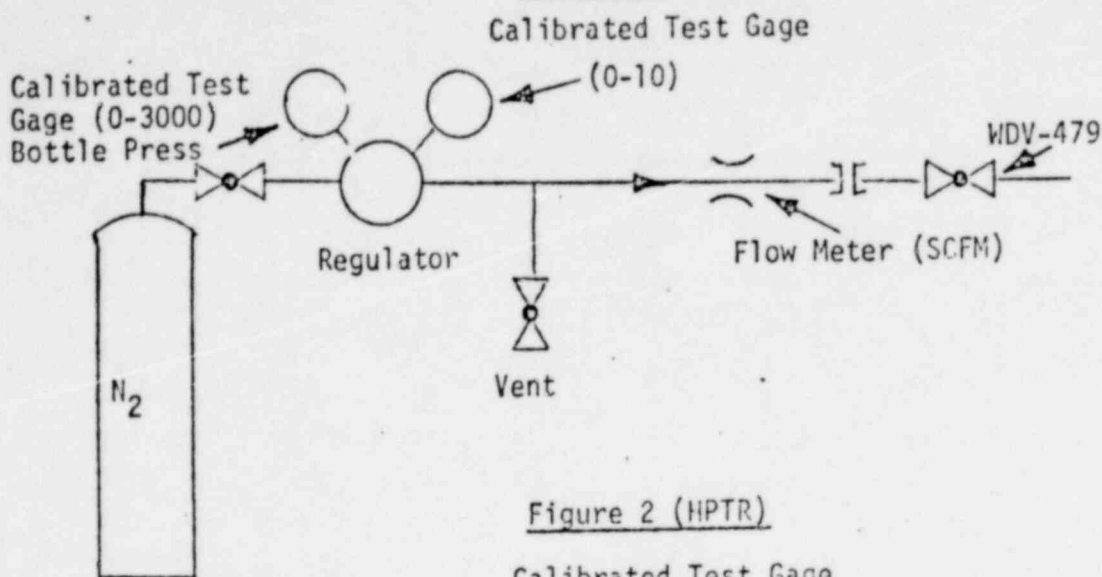 Calibrated Test Gage
(0-10)
Calibrated Test
Gage (0-3000)
Bottle Press
WDV-479
Regulator
Flow Meter (SCFM)
Vent
N2
Figure 2 (HPTR)
Calibrated Test Gage